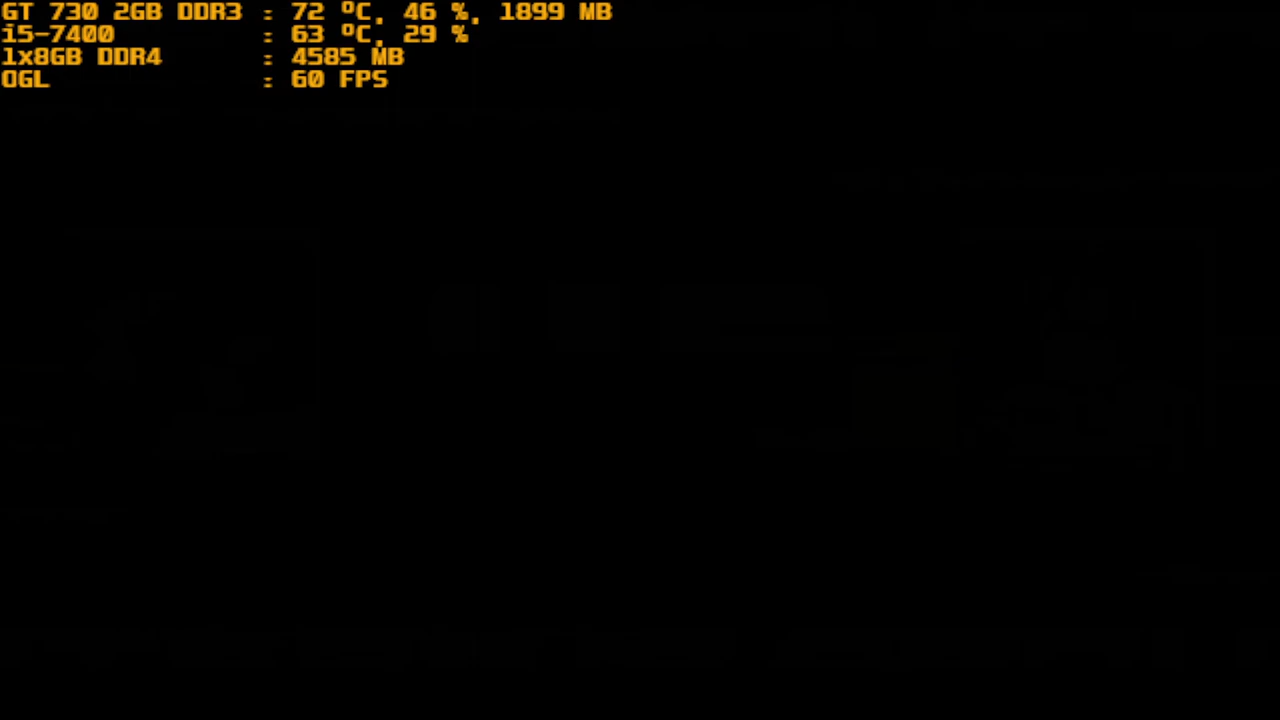 GT 730 2GB DDR3 : 72 ºC, 46 %, 1899 MB
i5-7400 : 63 ºC, 29 %
1x8GB DDR4 : 4585 MB
OGL : 60 FPS